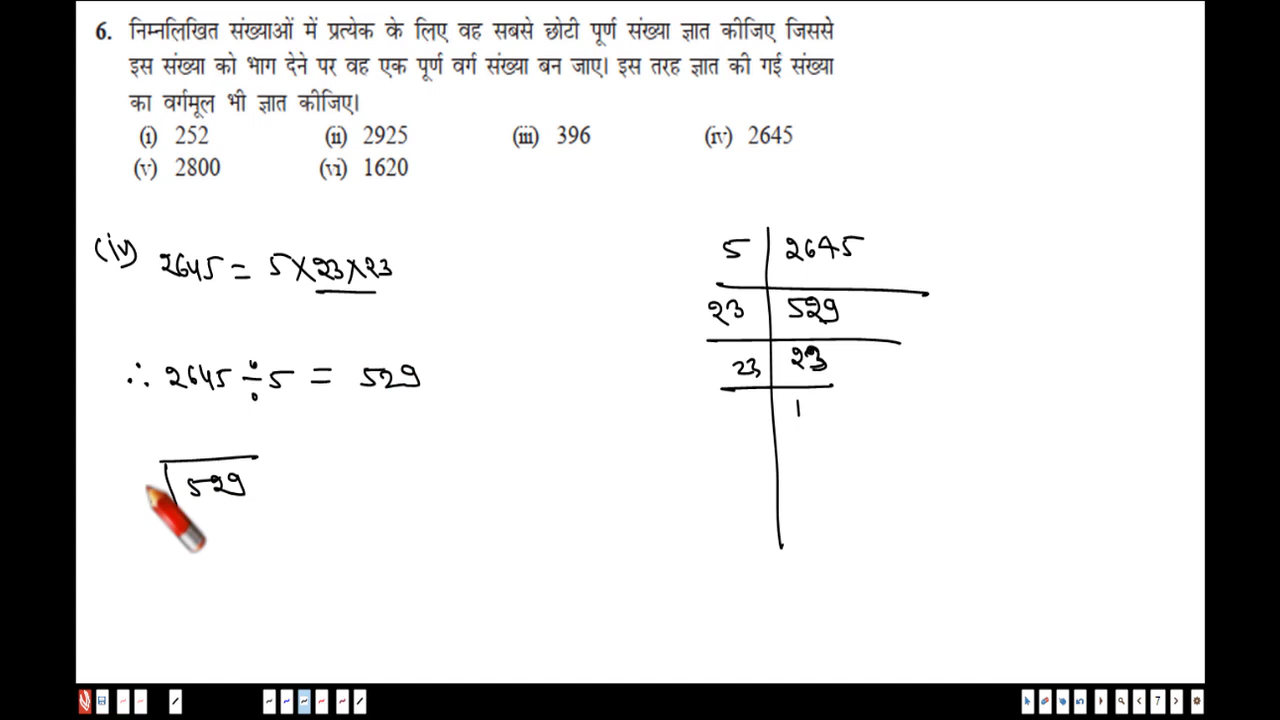 6. निम्नलिखित संख्याओं में प्रत्येक के लिए वह सबसे छोटी पूर्ण संख्या ज्ञात कीजिए जिससे
इस संख्या को भाग देने पर वह एक पूर्ण वर्ग संख्या बन जाए। इस तरह ज्ञात की गई संख्या
का वर्गमूल भी ज्ञात कीजिए।
(i) 252 (ii) 2925 (iii) 396 (iv) 2645
(v) 2800 (vi) 1620
(iv) 2645 = 5×23×23
∴ 2645 ÷ 5 = 529
√529
5 | 2645
23 | 529
23 | 23
1
7